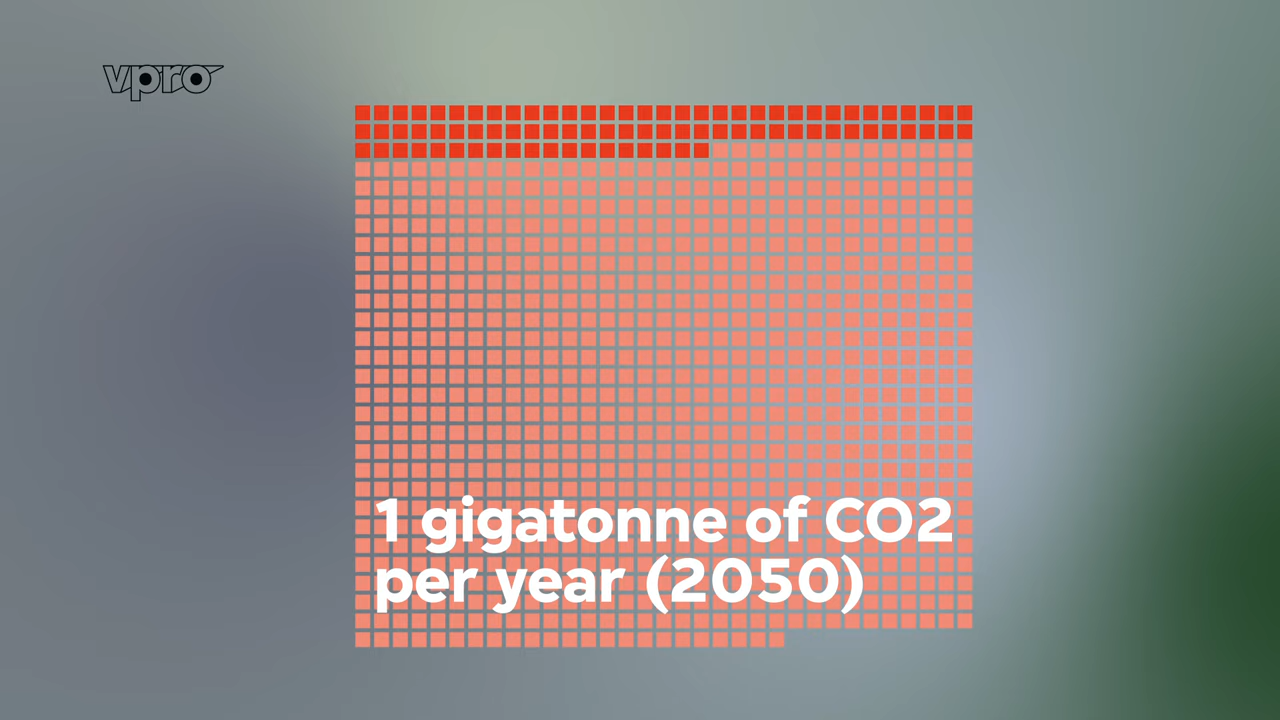 vpro
1 gigatonne of CO2
per year (2050)